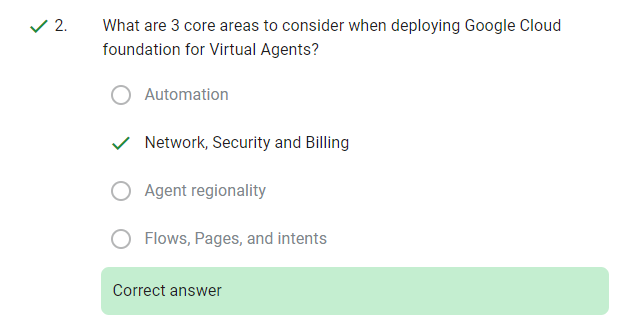 2. What are 3 core areas to consider when deploying Google Cloud
foundation for Virtual Agents?
Automation
Network, Security and Billing
Agent regionality
Flows, Pages, and intents
Correct answer